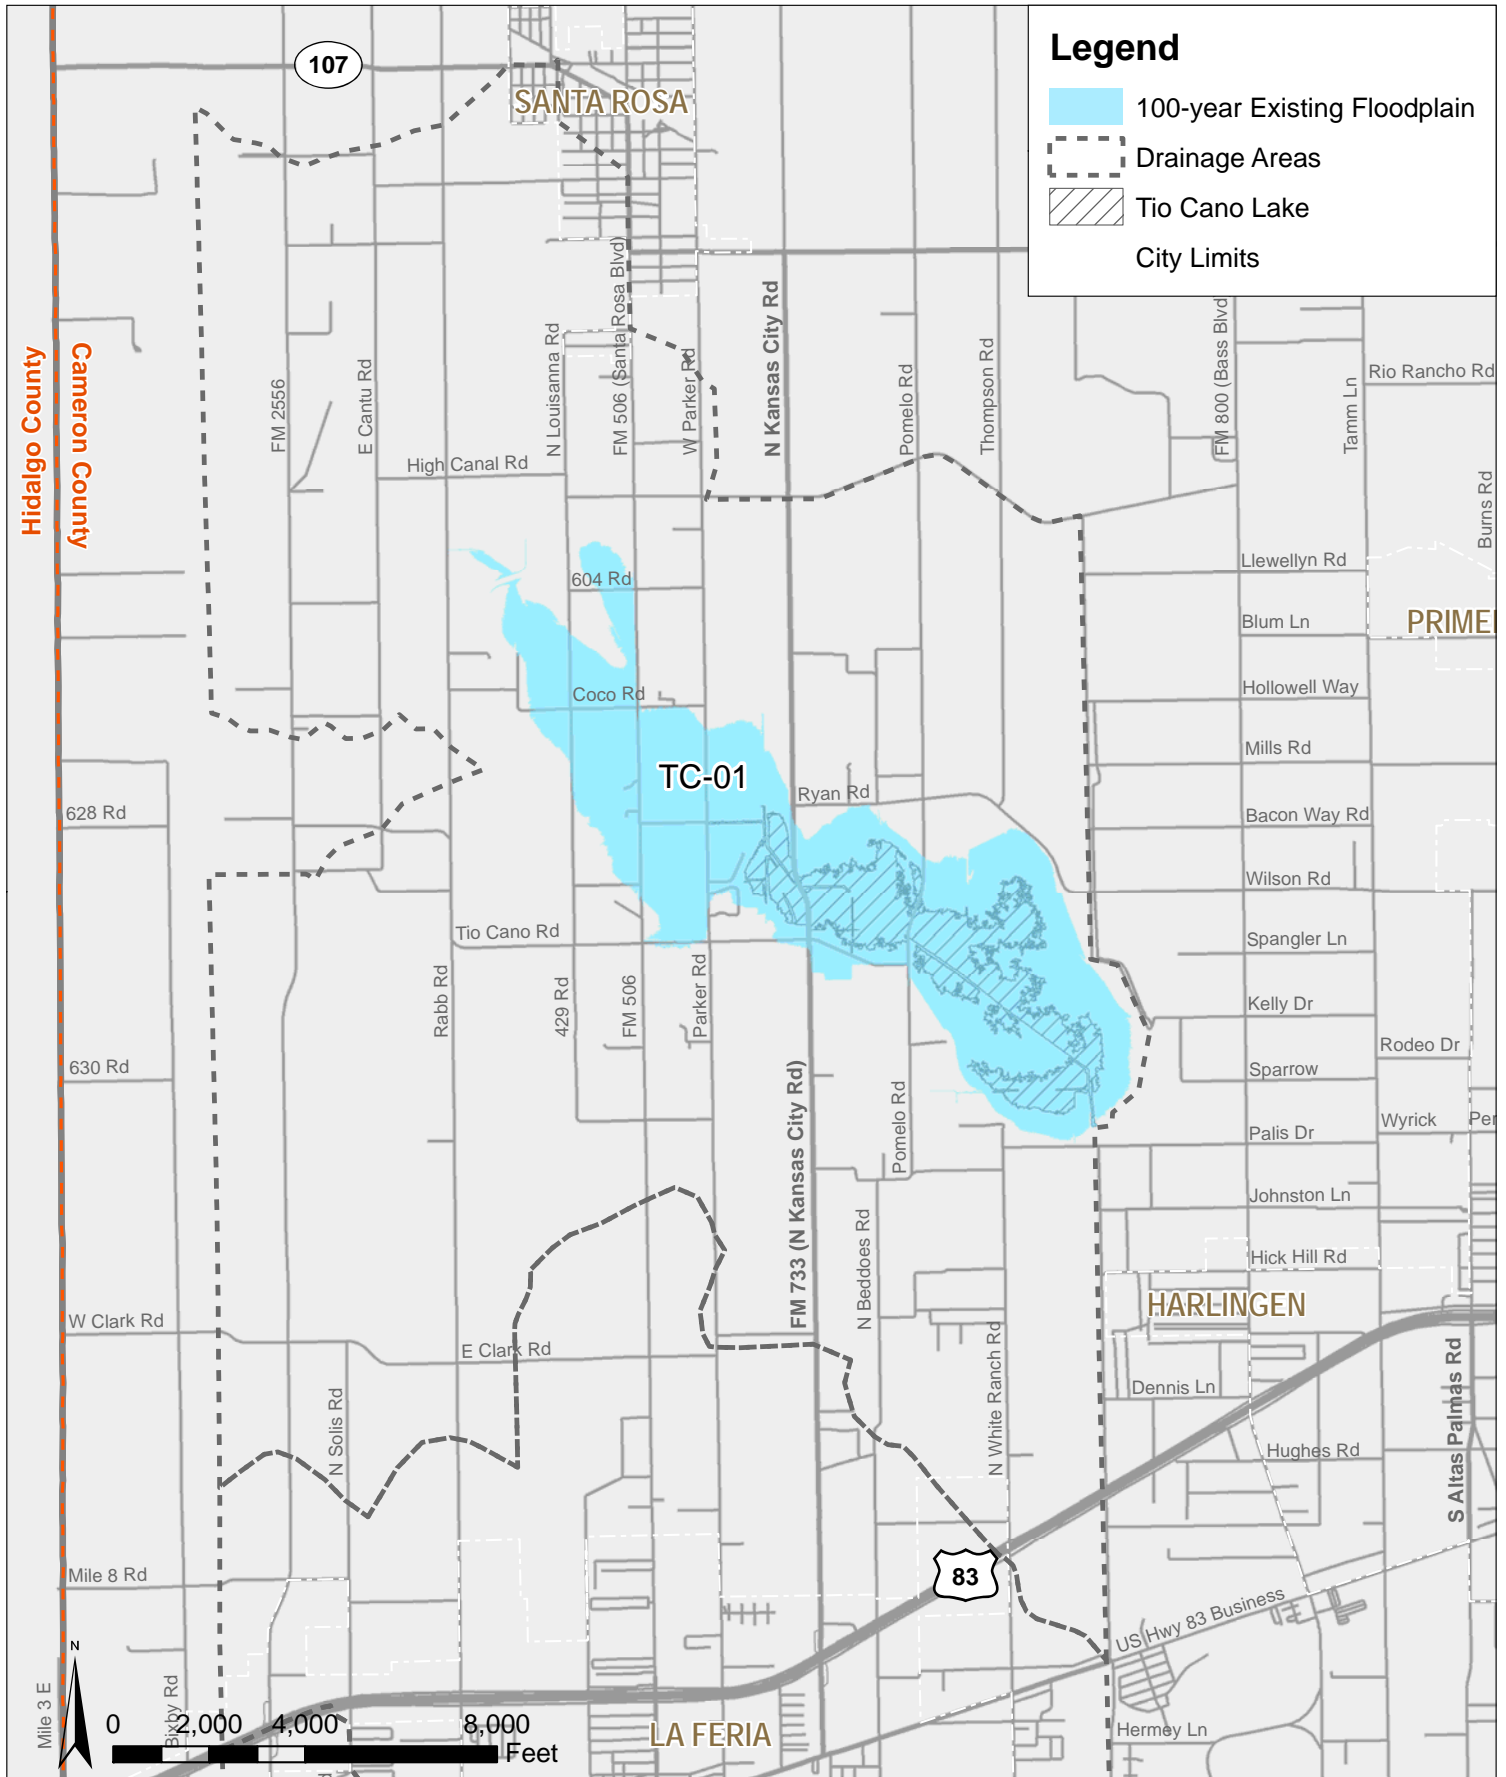 Legend
100-year Existing Floodplain
Drainage Areas
Tio Cano Lake
City Limits
107
SANTA ROSA
Hidalgo County
Cameron County
FM 2556
E Cantu Rd
N Louisanna Rd
FM 506 (Santa Rosa Blvd)
W Parker Rd
N Kansas City Rd
Pomelo Rd
Thompson Rd
FM 800 (Bass Blvd
Tamm Ln
Rio Rancho Rd
Burns Rd
High Canal Rd
604 Rd
Llewellyn Rd
Blum Ln
PRIME
Coco Rd
Hollowell Way
TC-01
Mills Rd
628 Rd
Ryan Rd
Bacon Way Rd
Wilson Rd
Tio Cano Rd
Spangler Ln
Rabb Rd
429 Rd
FM 506
Parker Rd
Kelly Dr
Rodeo Dr
630 Rd
Sparrow
FM 733 (N Kansas City Rd)
Pomelo Rd
Wyrick
Per
Palis Dr
Johnston Ln
N Beddoes Rd
Hick Hill Rd
HARLINGEN
W Clark Rd
E Clark Rd
N White Ranch Rd
Dennis Ln
S Altas Palmas Rd
N Solis Rd
Hughes Rd
Mile 8 Rd
83
US Hwy 83 Business
N
Mile 3 E
Bixby Rd
0 2,000 4,000 8,000
Feet
LA FERIA
Hermey Ln